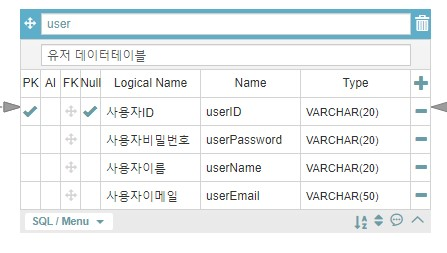 user
유저 데이터테이블
PK AI FK Null Logical Name Name Type
사용자ID userID VARCHAR(20)
사용자비밀번호 userPassword VARCHAR(20)
사용자이름 userName VARCHAR(20)
사용자이메일 userEmail VARCHAR(50)
SQL / Menu